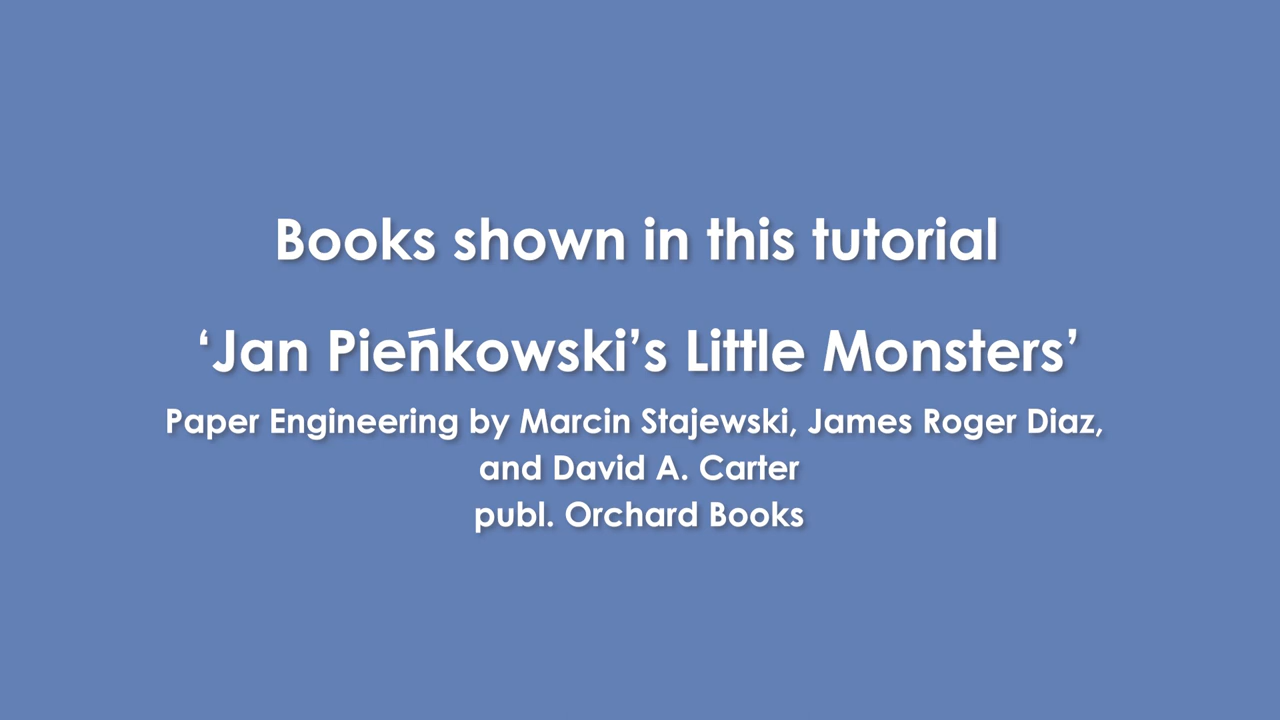 Books shown in this tutorial
‘Jan Pieńkowski’s Little Monsters’
Paper Engineering by Marcin Stajewski, James Roger Diaz,
and David A. Carter
publ. Orchard Books